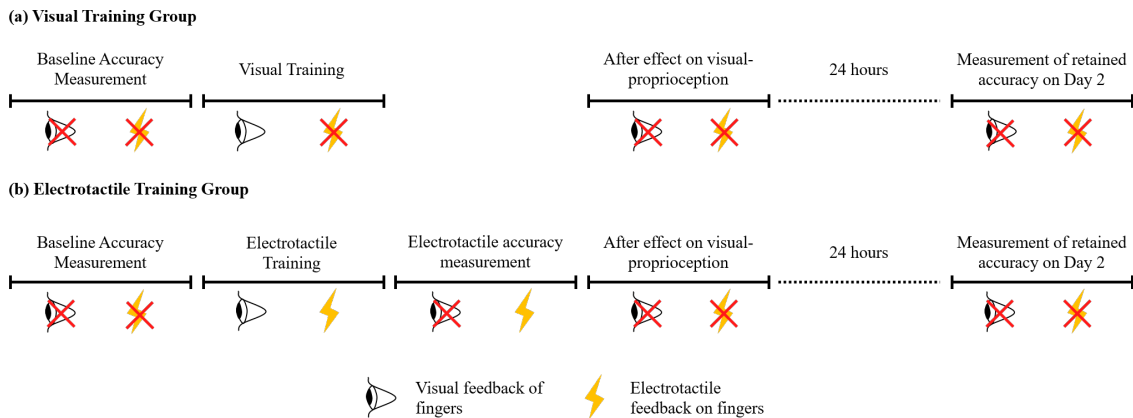 (a) Visual Training Group
Baseline Accuracy
Measurement
Visual Training
After effect on visual-
proprioception
24 hours
Measurement of retained
accuracy on Day 2
(b) Electrotactile Training Group
Baseline Accuracy
Measurement
Electrotactile
Training
Electrotactile accuracy
measurement
After effect on visual-
proprioception
24 hours
Measurement of retained
accuracy on Day 2
Visual feedback of
fingers
Electrotactile
feedback on fingers